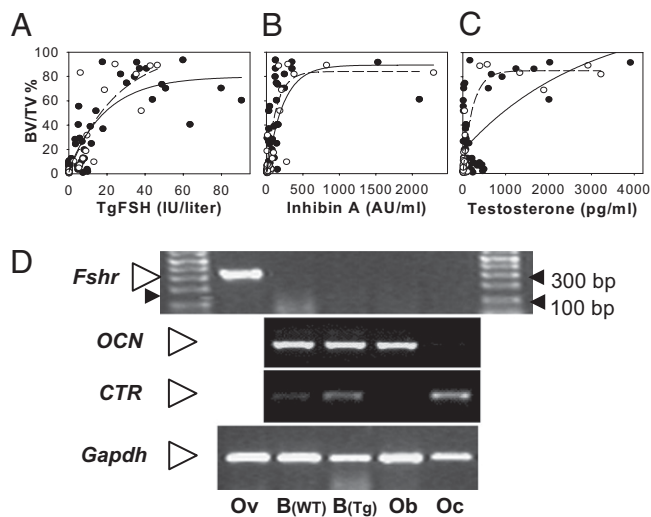 A
B
C
BV/TV %
100
80
60
40
20
0
0 20 40 60 80
TgFSH (IU/liter)
0 500 1000 1500 2000
Inhibin A (AU/ml)
0 1000 2000 3000 4000
Testosterone (pg/ml)
D
Fshr
300 bp
100 bp
OCN
CTR
Gapdh
Ov B(WT) B(Tg) Ob Oc